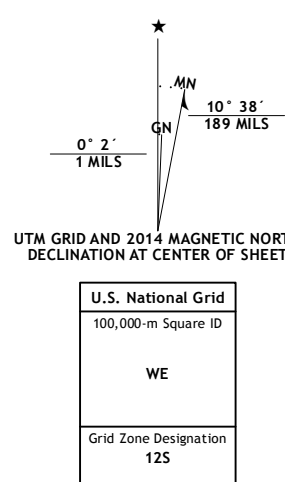 MN
GN
10° 38´
189 MILS
0° 2´
1 MILS
UTM GRID AND 2014 MAGNETIC NORT
DECLINATION AT CENTER OF SHEET
U.S. National Grid
100,000-m Square ID
WE
Grid Zone Designation
12S